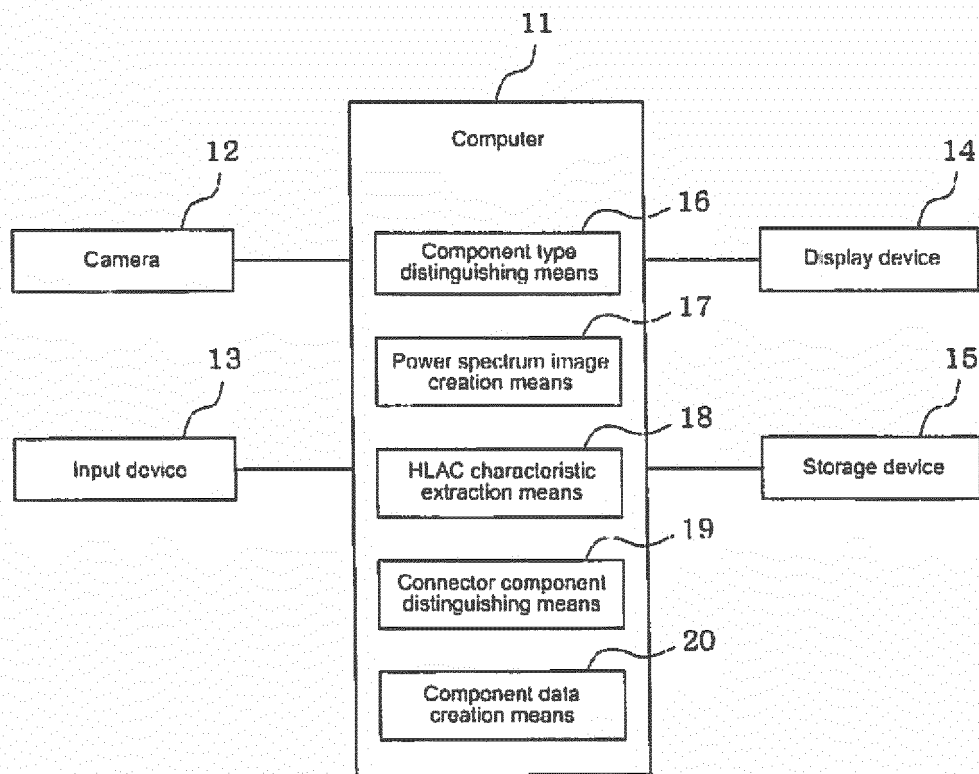 11
Computer
12
Camera
14
Display device
16
Component type
distinguishing means
17
Power spectrum image
creation means
13
Input device
15
Storage device
18
HLAC characteristic
extraction means
19
Connector component
distinguishing means
20
Component data
creation means